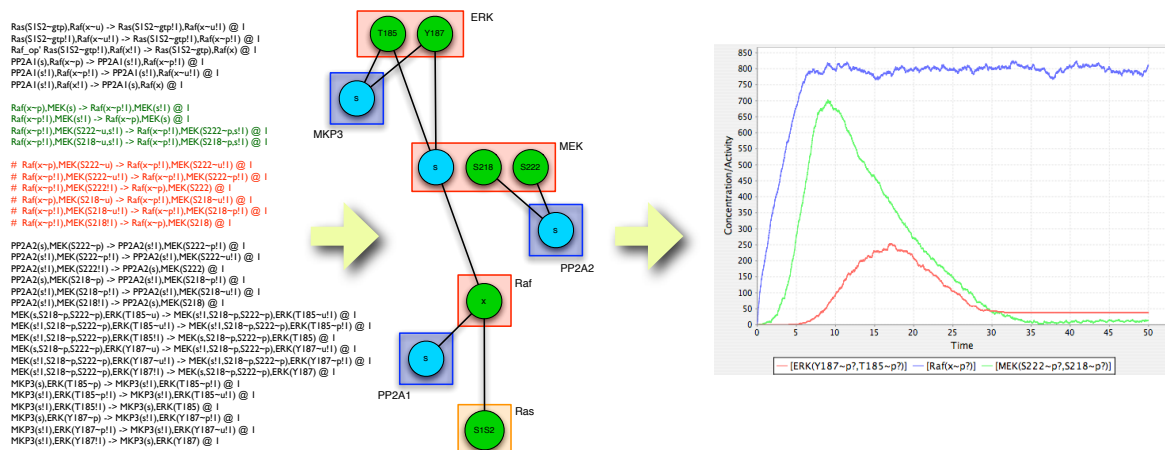 Ras(S1S2~gtp),Raf(x~u) -> Ras(S1S2~gtp!1),Raf(x~u!1) @ 1
Ras(S1S2~gtp!1),Raf(x~u!1) -> Ras(S1S2~gtp!1),Raf(x~p!1) @ 1
Raf_op' Ras(S1S2~gtp!1),Raf(x!1) -> Ras(S1S2~gtp),Raf(x) @ 1
PP2A1(s),Raf(x~p) -> PP2A1(s!1),Raf(x~p!1) @ 1
PP2A1(s!1),Raf(x~p!1) -> PP2A1(s!1),Raf(x~u!1) @ 1
PP2A1(s!1),Raf(x!1) -> PP2A1(s),Raf(x) @ 1
Raf(x~p),MEK(s) -> Raf(x~p!1),MEK(s!1) @ 1
Raf(x~p!1),MEK(s!1) -> Raf(x~p),MEK(s) @ 1
Raf(x~p!1),MEK(S222~u,s!1) -> Raf(x~p!1),MEK(S222~p,s!1) @ 1
Raf(x~p!1),MEK(S218~u,s!1) -> Raf(x~p!1),MEK(S218~p,s!1) @ 1
# Raf(x~p),MEK(S222~u) -> Raf(x~p!1),MEK(S222~u!1) @ 1
# Raf(x~p!1),MEK(S222~u!1) -> Raf(x~p!1),MEK(S222~p!1) @ 1
# Raf(x~p!1),MEK(S222!1) -> Raf(x~p),MEK(S222) @ 1
# Raf(x~p),MEK(S218~u) -> Raf(x~p!1),MEK(S218~u!1) @ 1
# Raf(x~p!1),MEK(S218~u!1) -> Raf(x~p!1),MEK(S218~p!1) @ 1
# Raf(x~p!1),MEK(S218!1) -> Raf(x~p),MEK(S218) @ 1
PP2A2(s),MEK(S222~p) -> PP2A2(s!1),MEK(S222~p!1) @ 1
PP2A2(s!1),MEK(S222~p!1) -> PP2A2(s!1),MEK(S222~u!1) @ 1
PP2A2(s!1),MEK(S222!1) -> PP2A2(s),MEK(S222) @ 1
PP2A2(s),MEK(S218~p) -> PP2A2(s!1),MEK(S218~p!1) @ 1
PP2A2(s!1),MEK(S218~p!1) -> PP2A2(s!1),MEK(S218~u!1) @ 1
PP2A2(s!1),MEK(S218!1) -> PP2A2(s),MEK(S218) @ 1
MEK(s,S218~p,S222~p),ERK(T185~u) -> MEK(s!1,S218~p,S222~p),ERK(T185~u!1) @ 1
MEK(s!1,S218~p,S222~p),ERK(T185~u!1) -> MEK(s!1,S218~p,S222~p),ERK(T185~p!1) @ 1
MEK(s!1,S218~p,S222~p),ERK(T185!1) -> MEK(s,S218~p,S222~p),ERK(T185) @ 1
MEK(s,S218~p,S222~p),ERK(Y187~u) -> MEK(s!1,S218~p,S222~p),ERK(Y187~u!1) @ 1
MEK(s!1,S218~p,S222~p),ERK(Y187~u!1) -> MEK(s!1,S218~p,S222~p),ERK(Y187~p!1) @ 1
MEK(s!1,S218~p,S222~p),ERK(Y187!1) -> MEK(s,S218~p,S222~p),ERK(Y187) @ 1
MKP3(s),ERK(T185~p) -> MKP3(s!1),ERK(T185~p!1) @ 1
MKP3(s!1),ERK(T185~p!1) -> MKP3(s!1),ERK(T185~u!1) @ 1
MKP3(s!1),ERK(T185!1) -> MKP3(s),ERK(T185) @ 1
MKP3(s),ERK(Y187~p) -> MKP3(s!1),ERK(Y187~p!1) @ 1
MKP3(s!1),ERK(Y187~p!1) -> MKP3(s!1),ERK(Y187~u!1) @ 1
MKP3(s!1),ERK(Y187!1) -> MKP3(s),ERK(Y187) @ 1
ERK
T185 Y187
s
MKP3
MEK
s S218 S222
s
PP2A2
Raf
x
s
PP2A1
Ras
S1S2
850
800
750
700
650
600
550
500
450
400
350
300
250
200
150
100
50
0
Concentration/Activity
0 5 10 15 20 25 30 35 40 45 50
Time
[ERK(Y187~p?,T185~p?)] [Raf(x~p?)] [MEK(S222~p?,S218~p?)]